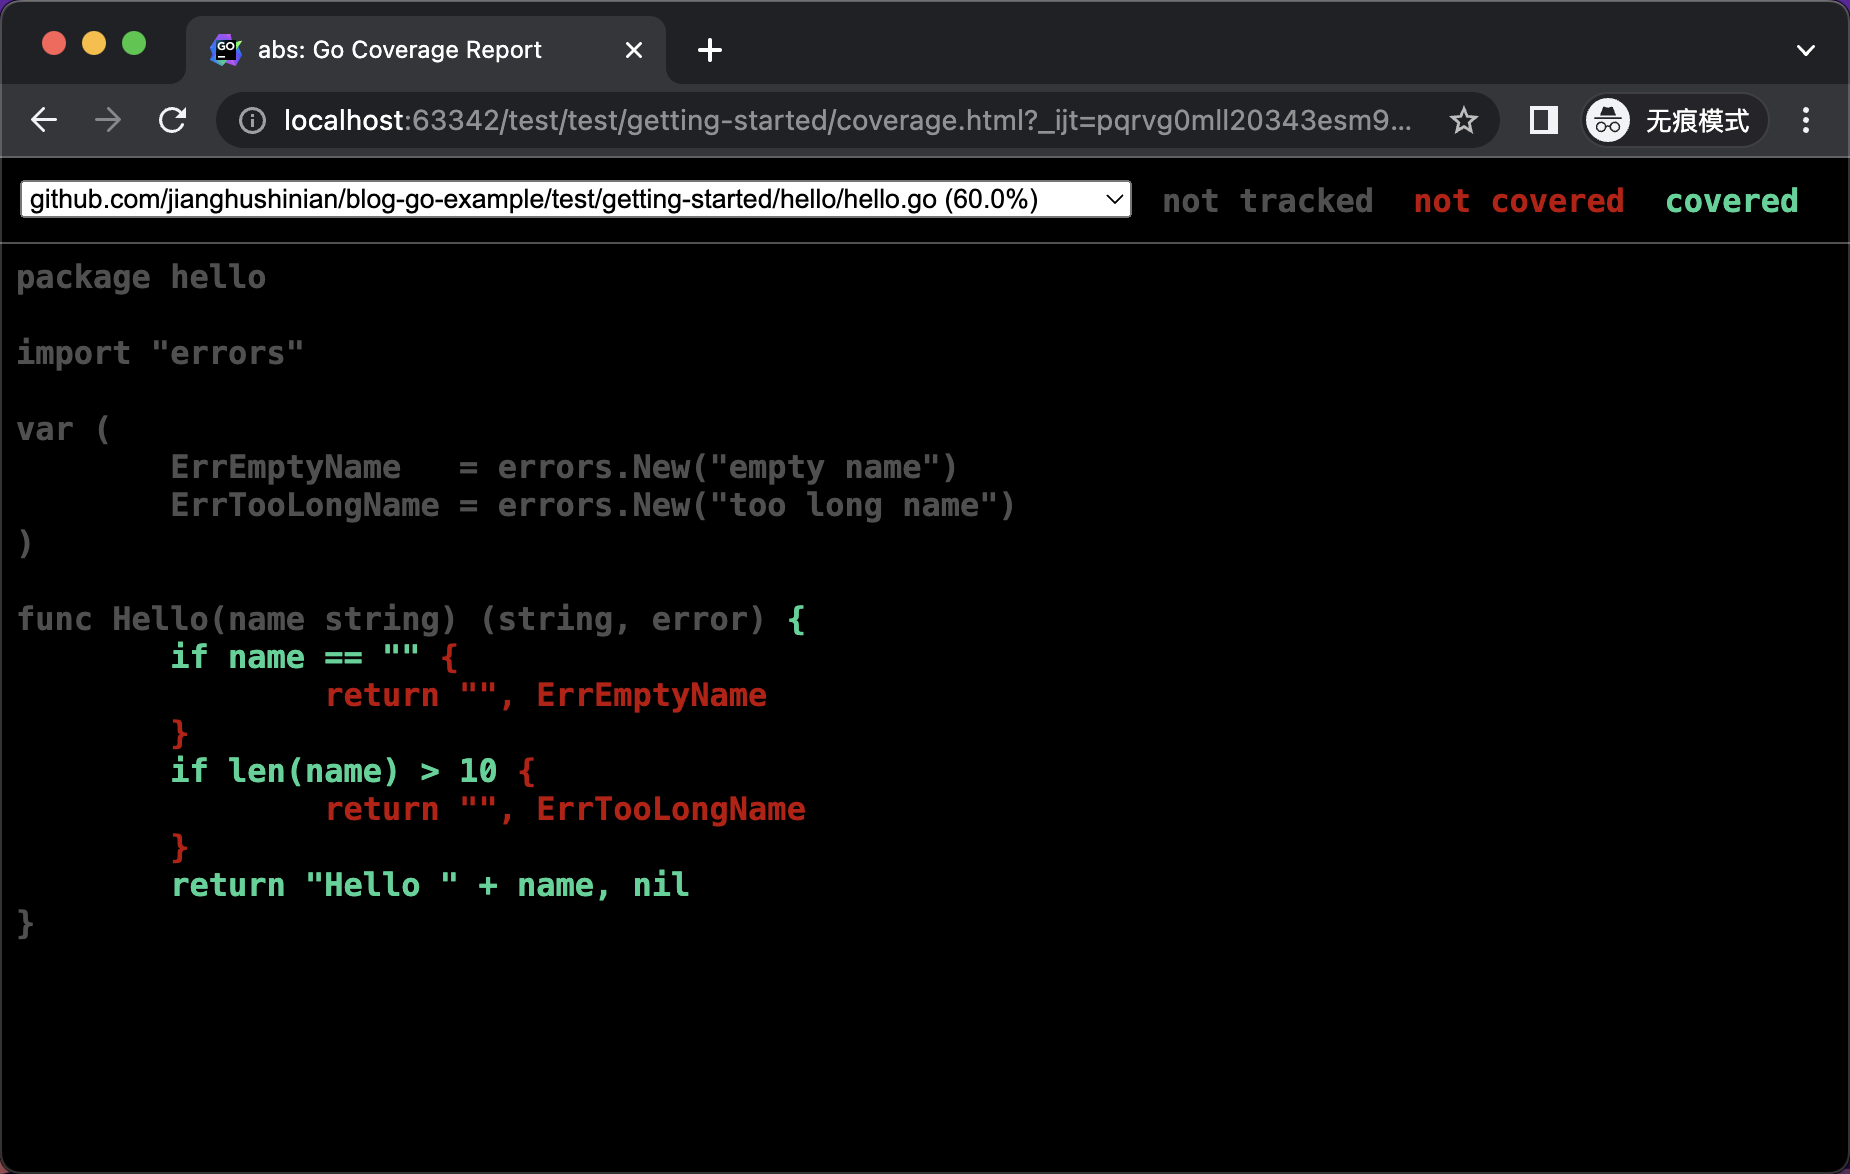 GO
abs: Go Coverage Report
localhost:63342/test/test/getting-started/coverage.html?_ijt=pqrvg0mll20343esm9...
无痕模式
github.com/jianghushinian/blog-go-example/test/getting-started/hello/hello.go (60.0%)
not tracked not covered covered
package hello
import "errors"
var (
ErrEmptyName   = errors.New("empty name")
ErrTooLongName = errors.New("too long name")
)
func Hello(name string) (string, error) {
if name == "" {
return "", ErrEmptyName
}
if len(name) > 10 {
return "", ErrTooLongName
}
return "Hello " + name, nil
}